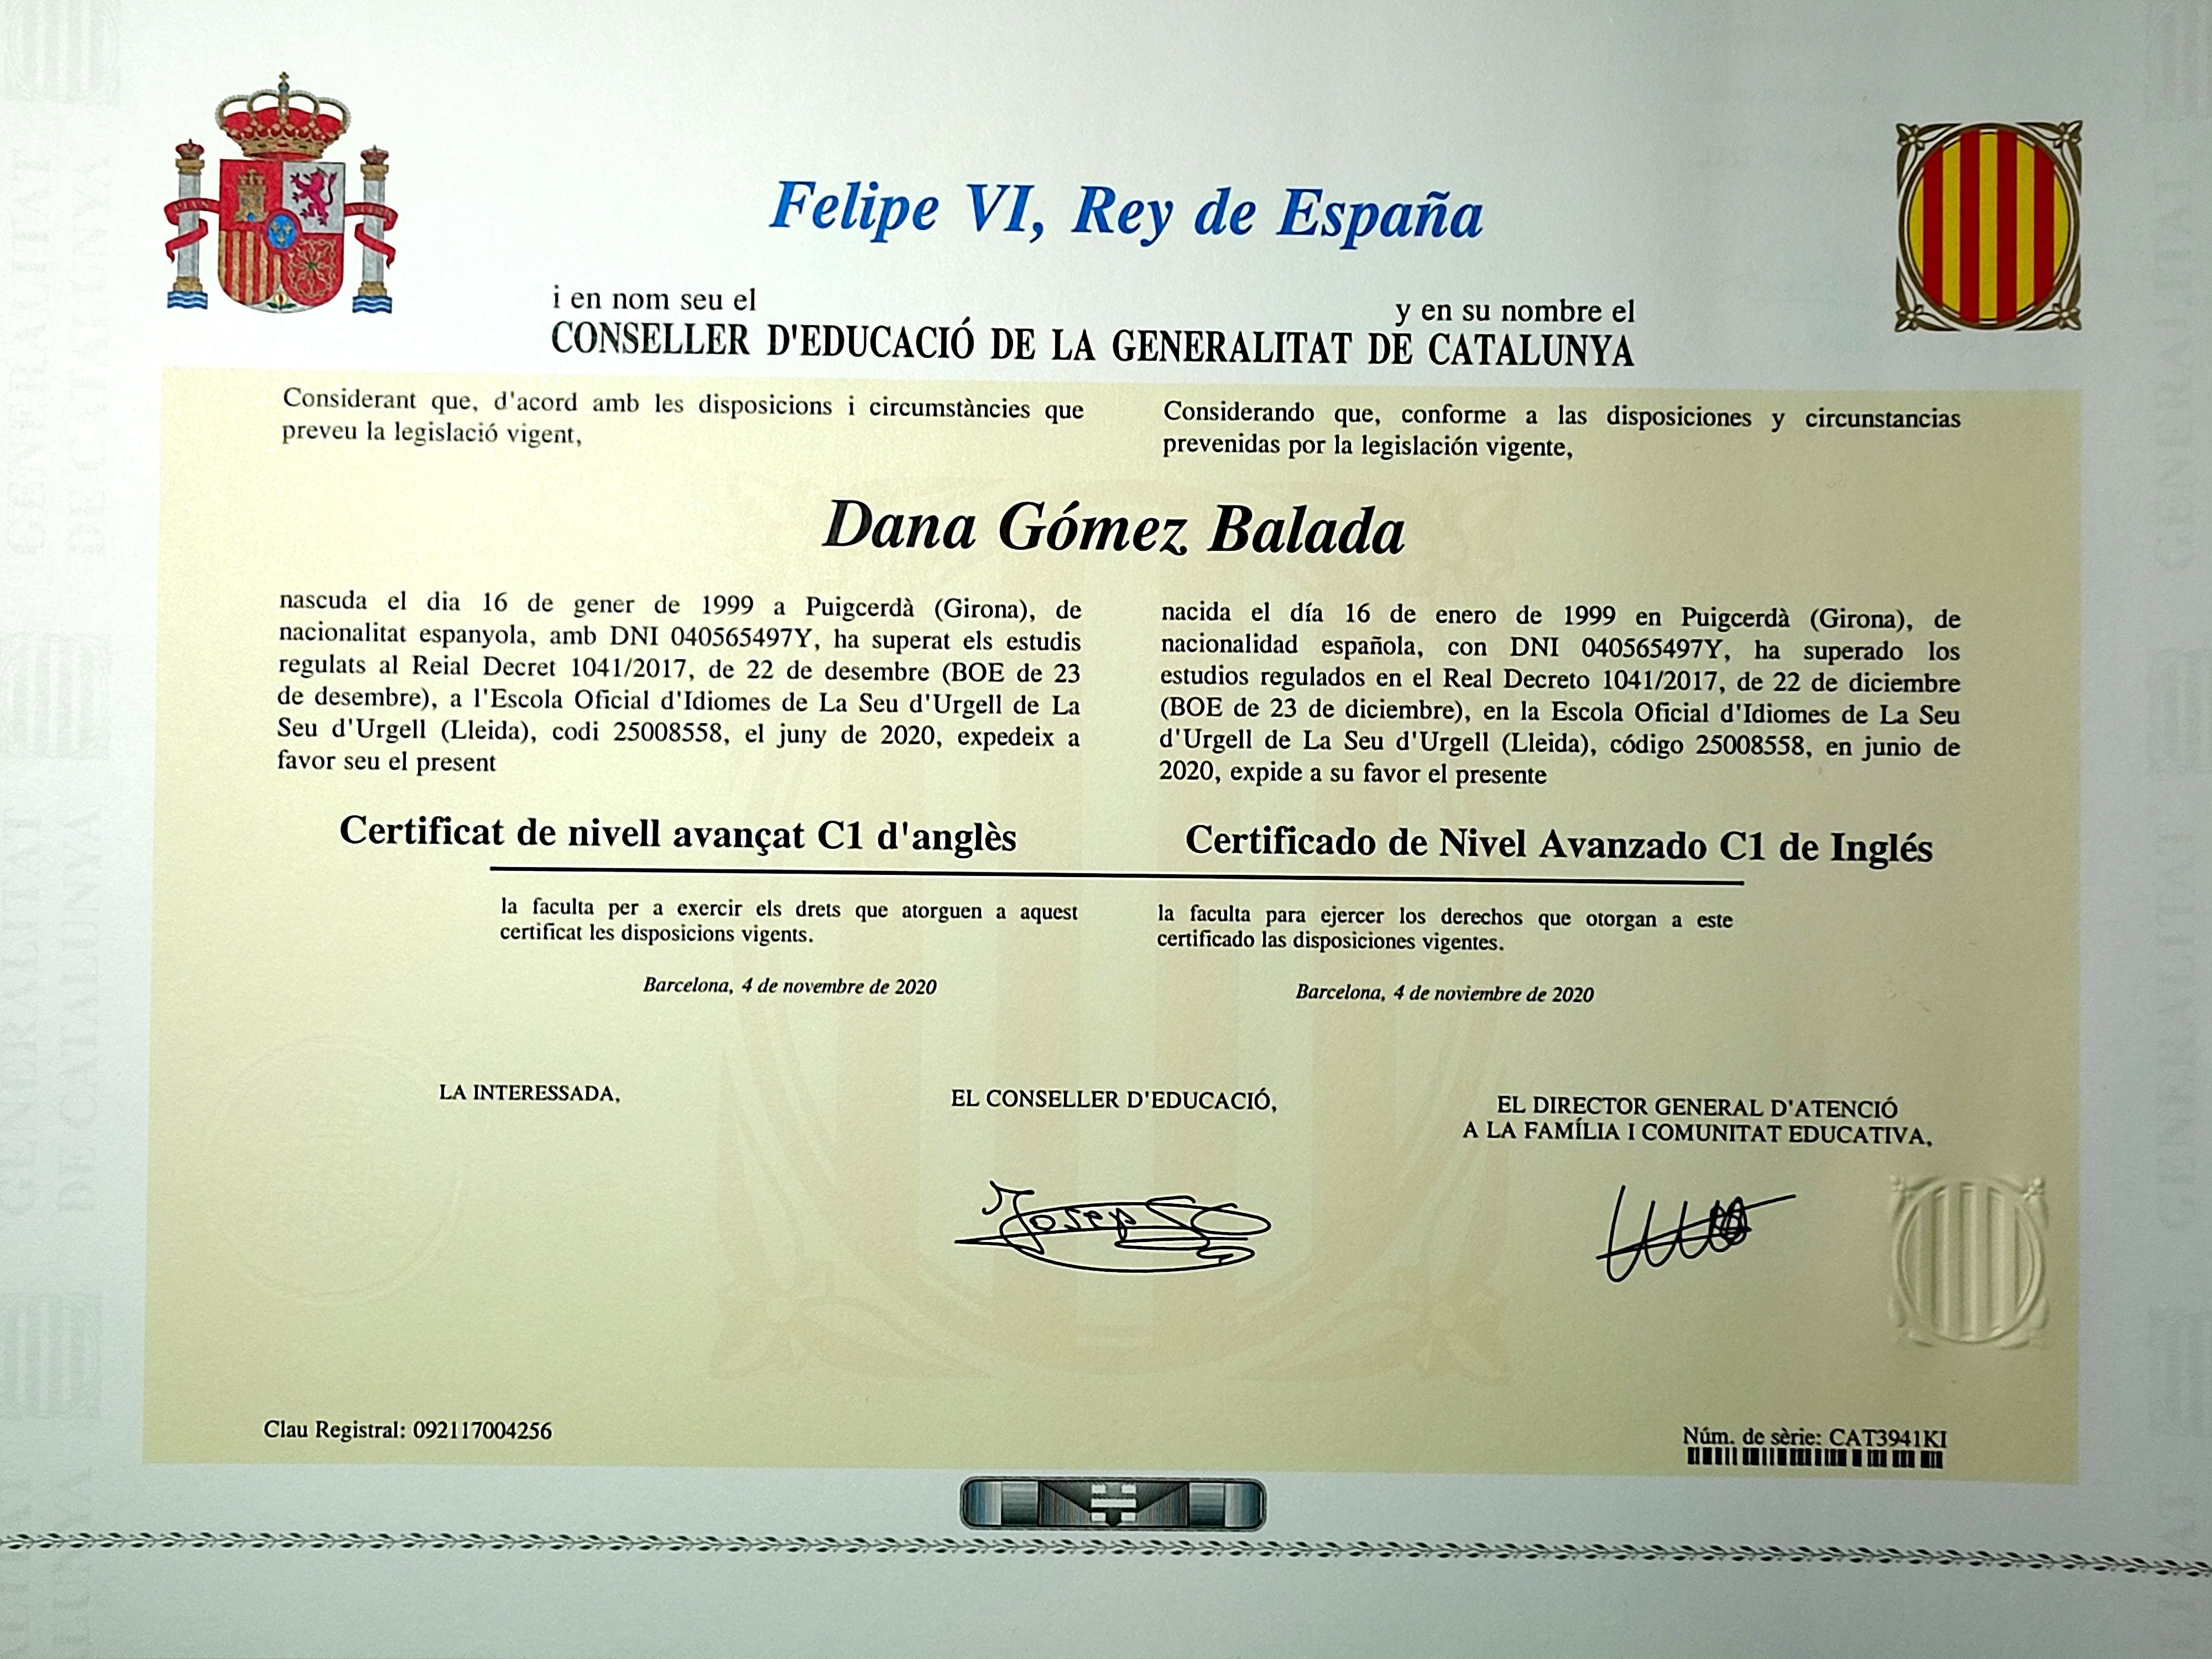 Felipe VI, Rey de España
i en nom seu el
y en su nombre el
CONSELLER D'EDUCACIÓ DE LA GENERALITAT DE CATALUNYA
Considerant que, d'acord amb les disposicions i circumstàncies que
preveu la legislació vigent,
Considerando que, conforme a las disposiciones y circunstancias
prevenidas por la legislación vigente,
Dana Gómez Balada
nascuda el dia 16 de gener de 1999 a Puigcerdà (Girona), de
nacionalitat espanyola, amb DNI 040565497Y, ha superat els estudis
regulats al Reial Decret 1041/2017, de 22 de desembre (BOE de 23
de desembre), a l'Escola Oficial d'Idiomes de La Seu d'Urgell de La
Seu d'Urgell (Lleida), codi 25008558, el juny de 2020, expedeix a
favor seu el present
nacida el día 16 de enero de 1999 en Puigcerdà (Girona), de
nacionalidad española, con DNI 040565497Y, ha superado los
estudios regulados en el Real Decreto 1041/2017, de 22 de diciembre
(BOE de 23 de diciembre), en la Escola Oficial d'Idiomes de La Seu
d'Urgell de La Seu d'Urgell (Lleida), código 25008558, en junio de
2020, expide a su favor el presente
Certificat de nivell avançat C1 d'anglès
Certificado de Nivel Avanzado C1 de Inglés
la faculta per a exercir els drets que atorguen a aquest
certificat les disposicions vigents.
la faculta para ejercer los derechos que otorgan a este
certificado las disposiciones vigentes.
Barcelona, 4 de novembre de 2020
Barcelona, 4 de noviembre de 2020
LA INTERESSADA,
EL CONSELLER D'EDUCACIÓ,
EL DIRECTOR GENERAL D'ATENCIÓ
A LA FAMÍLIA I COMUNITAT EDUCATIVA,
Josep
Clau Registral: 092117004256
Núm. de sèrie: CAT3941KI
GENERALITAT
DE CATALUNYA